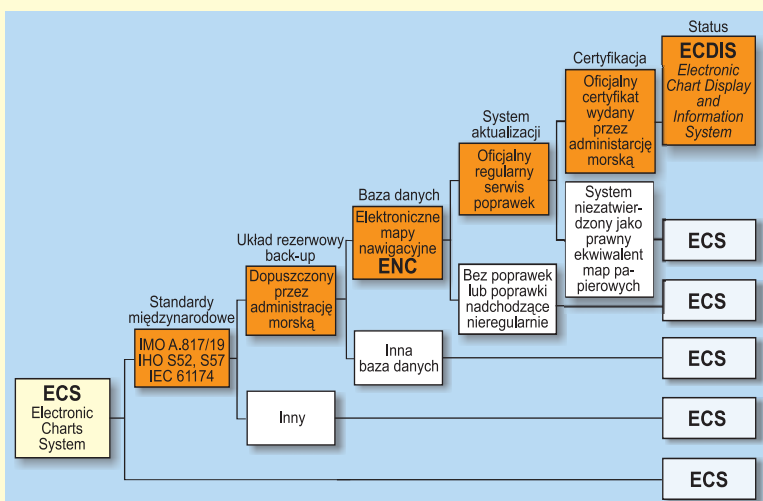 Status
ECDIS
Electronic
Chart Display
and
Information
System
Certyfikacja
Oficjalny
certyfikat
wydany
przez
administarcję
morską
System
aktualizacji
Oficjalny
regularny
serwis
poprawek
System
niezatwier-
dzony jako
prawny
ekwiwalent
map pa-
pierowych
ECS
Baza danych
Elektroniczne
mapy
nawigacyjne
ENC
Bez poprawek
lub poprawki
nadchodzące
nieregularnie
ECS
Układ rezerwowy
back-up
Dopuszczony
przez
administrację
morską
Inna
baza danych
ECS
Standardy
międzynarodowe
IMO A.817/19
IHO S52, S57
IEC 61174
Inny
ECS
ECS
Electronic
Charts
System
ECS